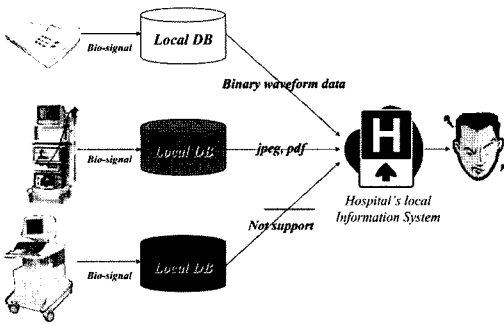 Local DB
Bio-signal
Binary waveform data
Local DB
Bio-signal
jpeg, pdf
H
Hospital's local
Information System
Not support
Local DB
Bio-signal